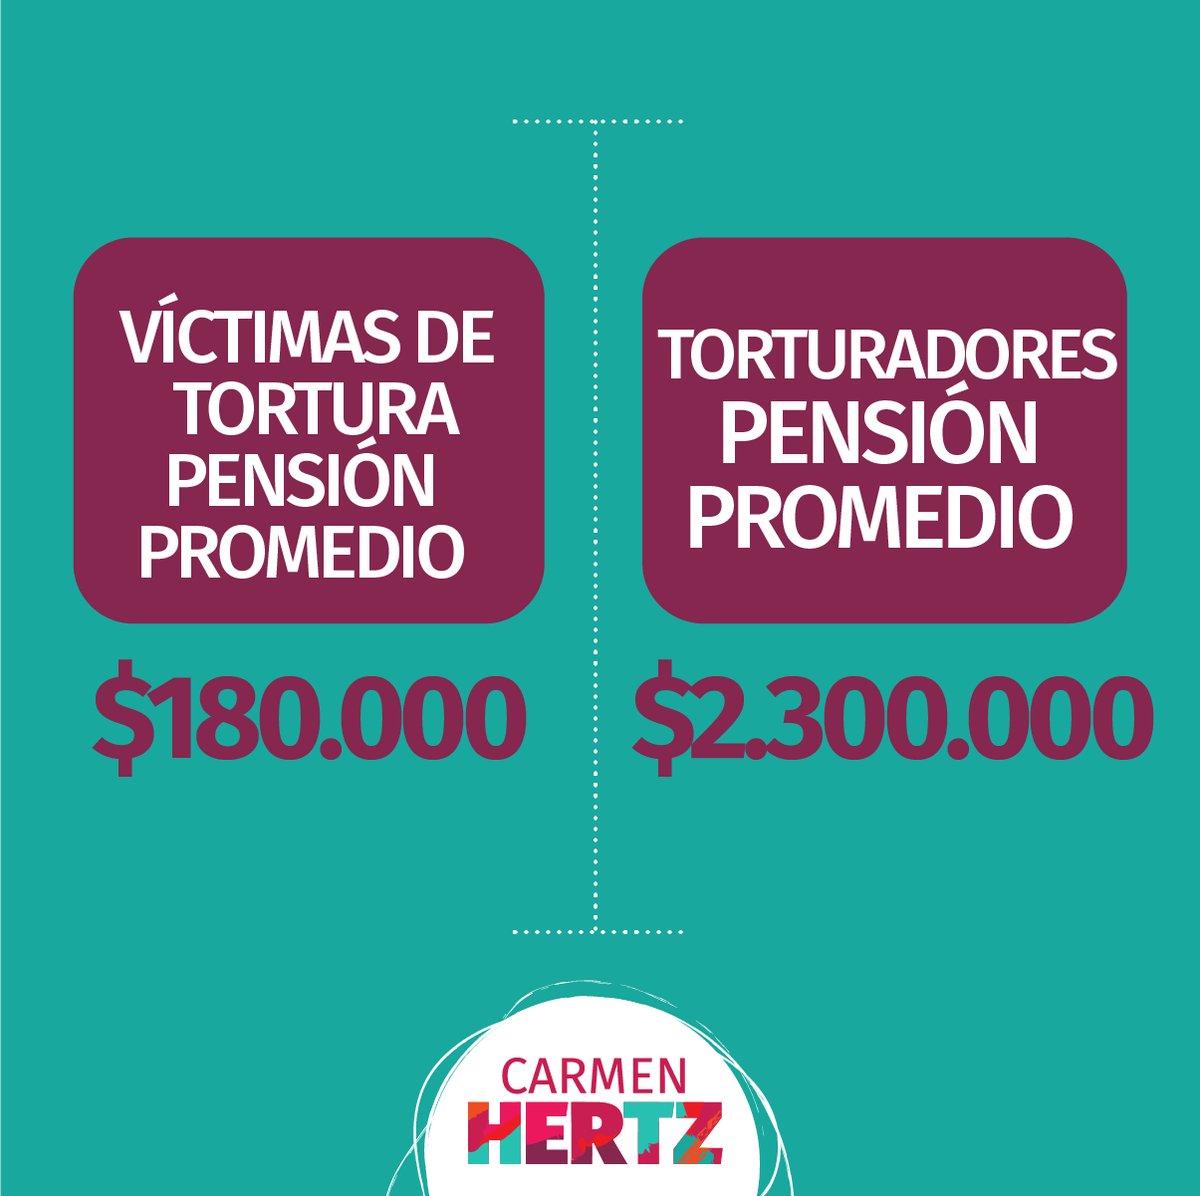 VÍCTIMAS DE
TORTURA
PENSIÓN
PROMEDIO
$180.000
TORTURADORES
PENSIÓN
PROMEDIO
$2.300.000
CARMEN
HERTZ